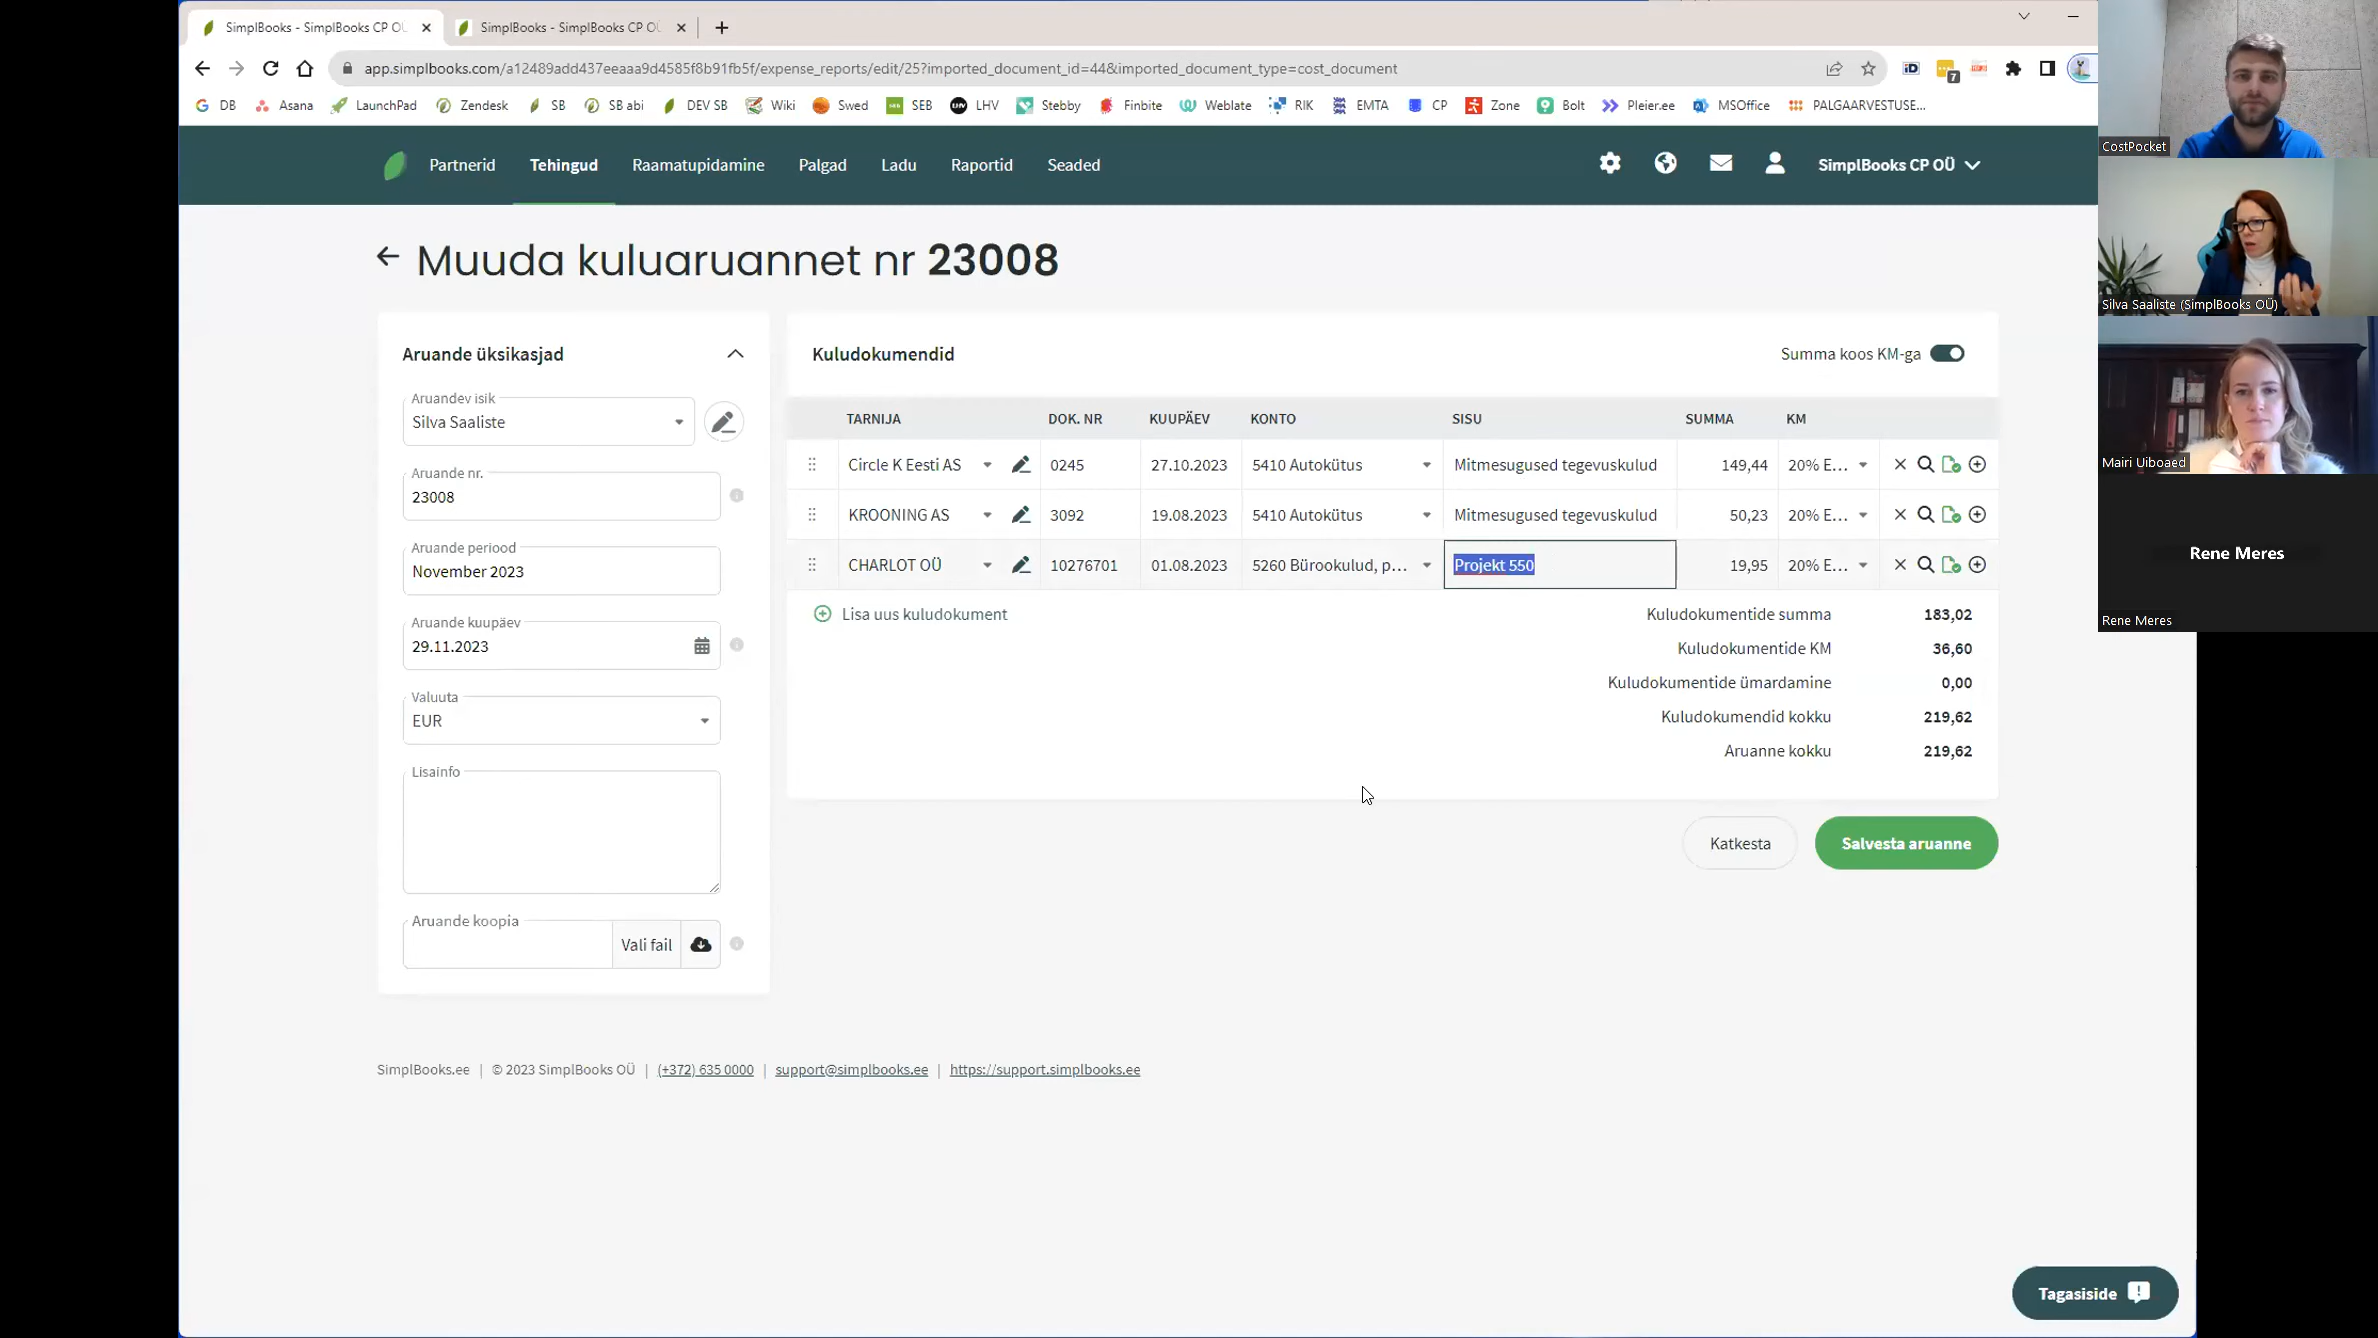 SimplBooks - SimplBooks CP OÜ
SimplBooks - SimplBooks CP OÜ
app.simplbooks.com/a12489add437eeaaa9d4585f8b91fb5f/expense_reports/edit/25?imported_document_id=44&imported_document_type=cost_document
7
DB Asana LaunchPad Zendesk SB SB abi DEV SB Wiki Swed SEB LHV Stebby Finbite Weblate RIK EMTA CP Zone Bolt Pleier.ee MSOffice PALGAARVESTUSE...
Partnerid Tehingud Raamatupidamine Palgad Ladu Raportid Seaded SimplBooks CP OÜ
Muuda kuluaruannet nr 23008
Aruande üksikasjad
Aruandev isik
Silva Saaliste
Aruande nr.
23008
Aruande periood
November 2023
Aruande kuupäev
29.11.2023
Valuuta
EUR
Lisainfo
Aruande koopia
Vali fail
Kuludokumendid
Summa koos KM-ga
TARNIJA DOK. NR KUUPÄEV KONTO SISU SUMMA KM
Circle K Eesti AS 0245 27.10.2023 5410 Autokütus Mitmesugused tegevuskulud 149,44 20% E...
KROONING AS 3092 19.08.2023 5410 Autokütus Mitmesugused tegevuskulud 50,23 20% E...
CHARLOT OÜ 10276701 01.08.2023 5260 Bürookulud, p... Projekt 550 19,95 20% E...
Lisa uus kuludokument
Kuludokumentide summa 183,02
Kuludokumentide KM 36,60
Kuludokumentide ümardamine 0,00
Kuludokumendid kokku 219,62
Aruanne kokku 219,62
Katkesta
Salvesta aruanne
SimplBooks.ee | © 2023 SimplBooks OÜ | (+372) 635 0000 | support@simplbooks.ee | https://support.simplbooks.ee
Tagasiside
CostPocket
Silva Saaliste (SimplBooks OÜ)
Mairi Uiboaed
Rene Meres
Rene Meres